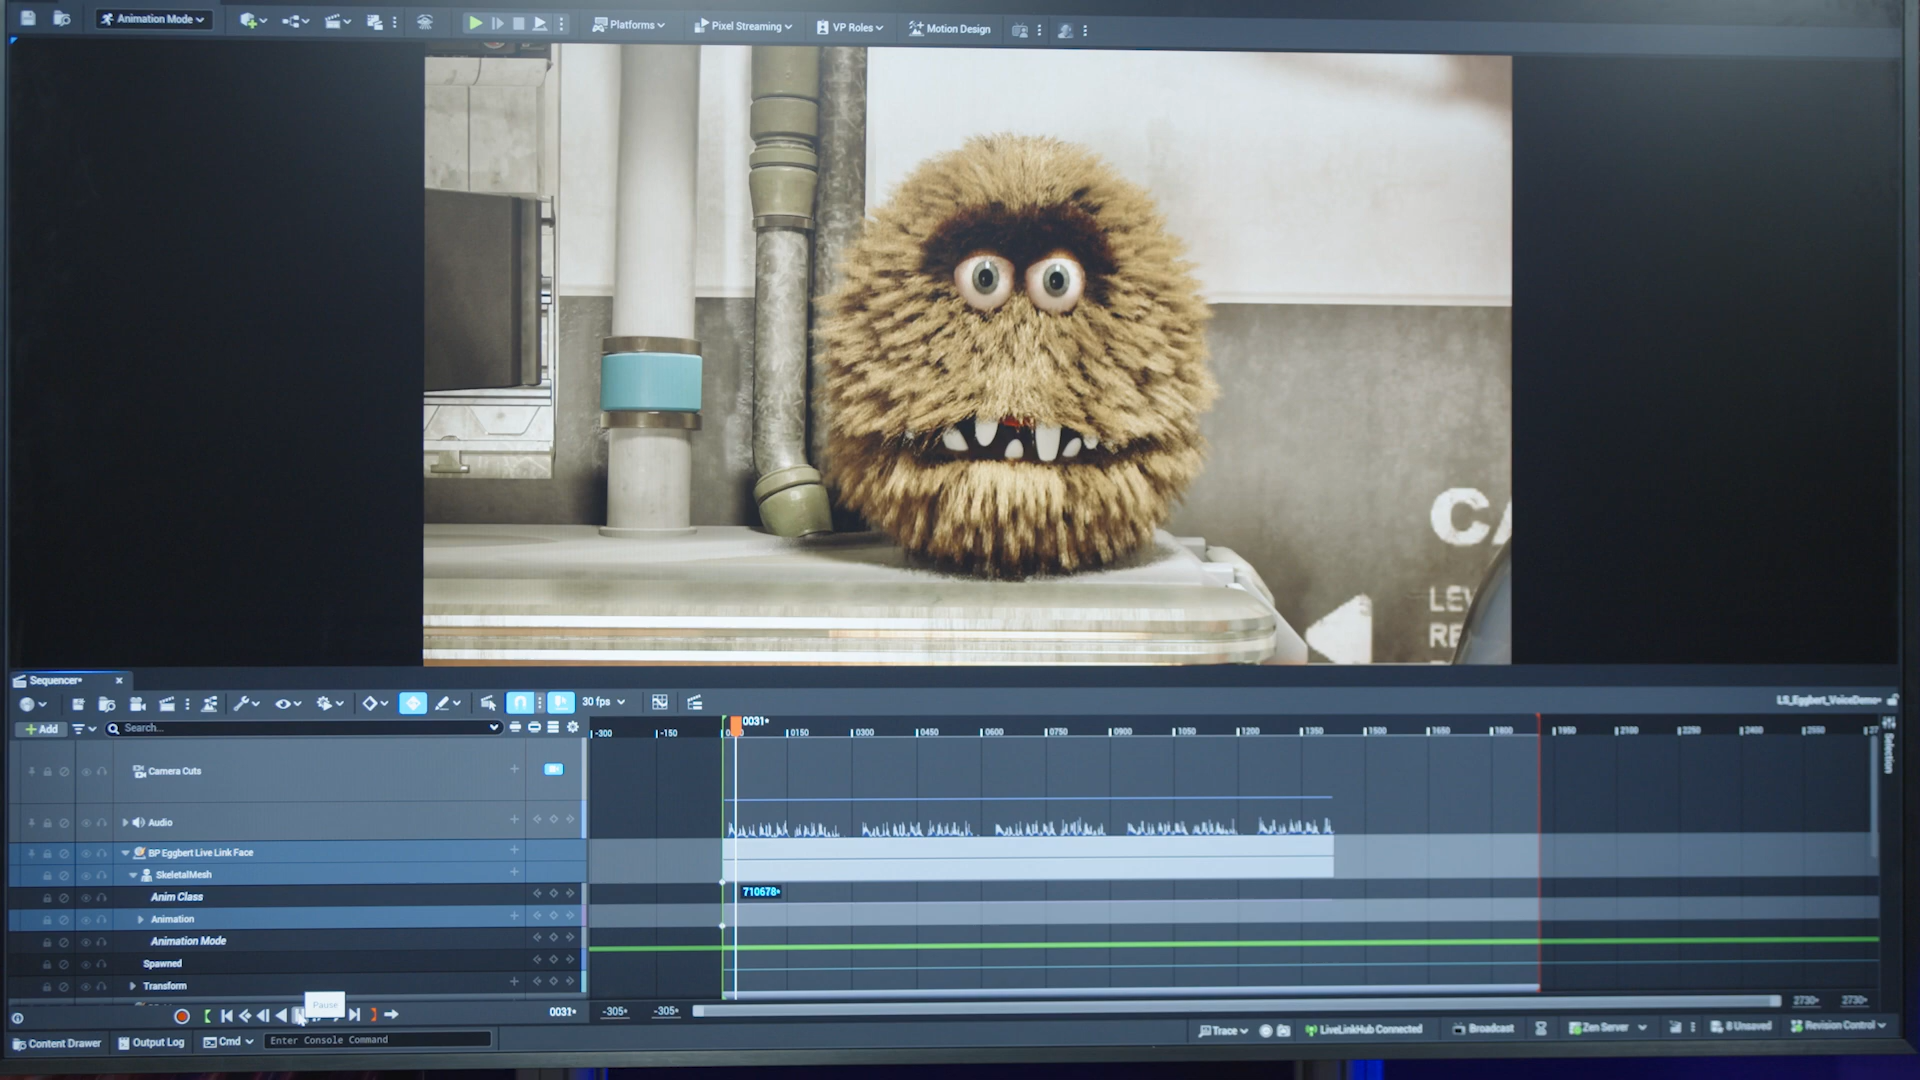 Animation Mode
Platforms
Pixel Streaming
VP Roles
Motion Design
CA
LEV
RE
Sequencer*
30 fps
LS_Eggbert_VoiceDemo*
Add
Search...
0031*
-300 -150 0150 0300 0450 0600 0750 0900 1050 1200 1350 1500 1650 1800 1950 2100 2250 2400 2550
Selection
Camera Cuts
Audio
BP Eggbert Live Link Face
SkeletalMesh
Anim Class
710678*
Animation
Animation Mode
Spawned
Transform
Pause
0031*
-305* -305*
2730* 2730*
Content Drawer
Output Log
Cmd
Enter Console Command
Trace
LiveLinkHub Connected
Broadcast
Zen Server
8 Unsaved
Revision Control